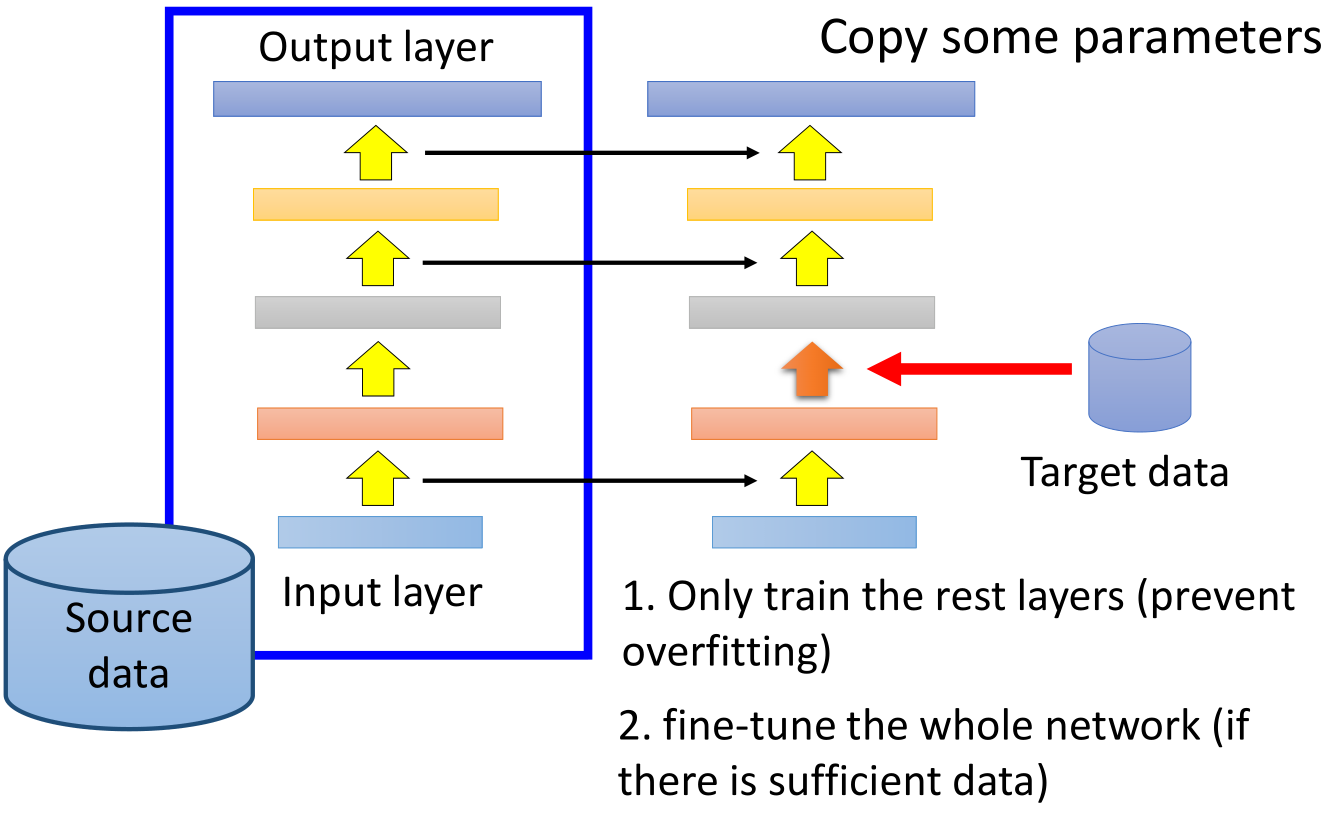 Output layer
Copy some parameters
Target data
Input layer
Source
data
1. Only train the rest layers (prevent
overfitting)
2. fine-tune the whole network (if
there is sufficient data)